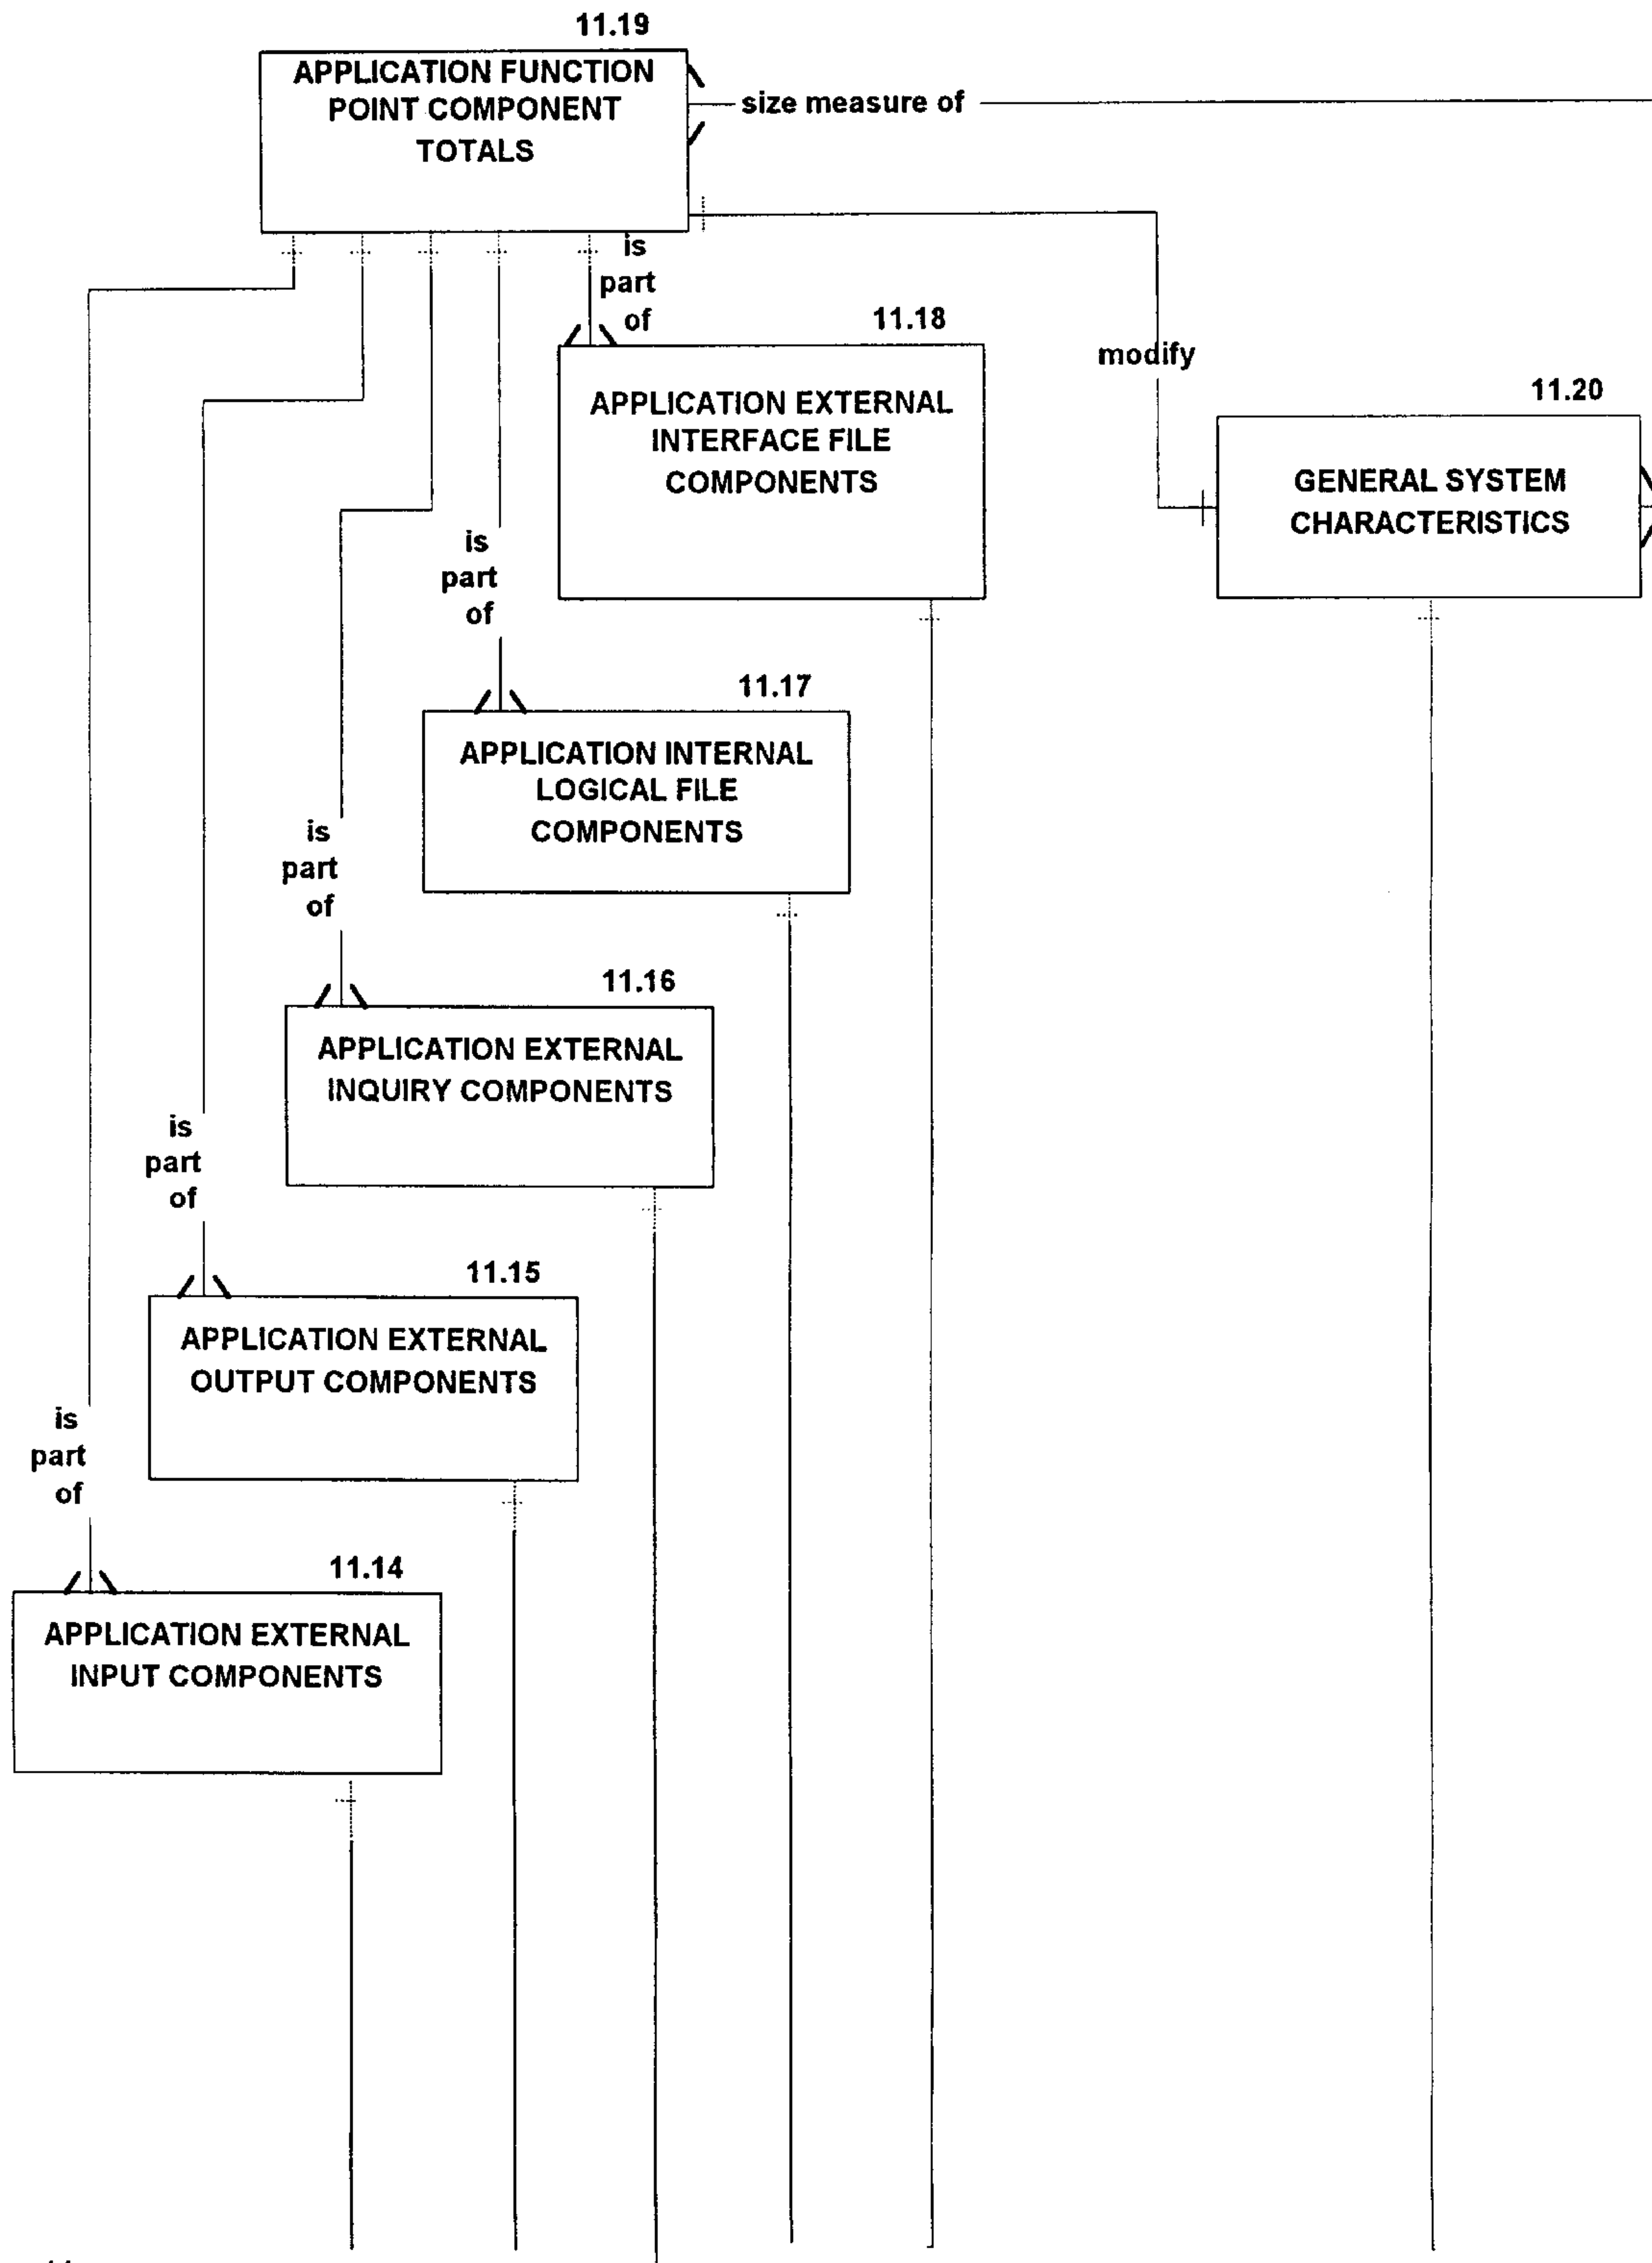 11.19
APPLICATION FUNCTION
POINT COMPONENT
TOTALS
size measure of
is
part
of
11.18
APPLICATION EXTERNAL
INTERFACE FILE
COMPONENTS
modify
11.20
GENERAL SYSTEM
CHARACTERISTICS
is
part
of
11.17
APPLICATION INTERNAL
LOGICAL FILE
COMPONENTS
is
part
of
11.16
APPLICATION EXTERNAL
INQUIRY COMPONENTS
is
part
of
11.15
APPLICATION EXTERNAL
OUTPUT COMPONENTS
is
part
of
11.14
APPLICATION EXTERNAL
INPUT COMPONENTS